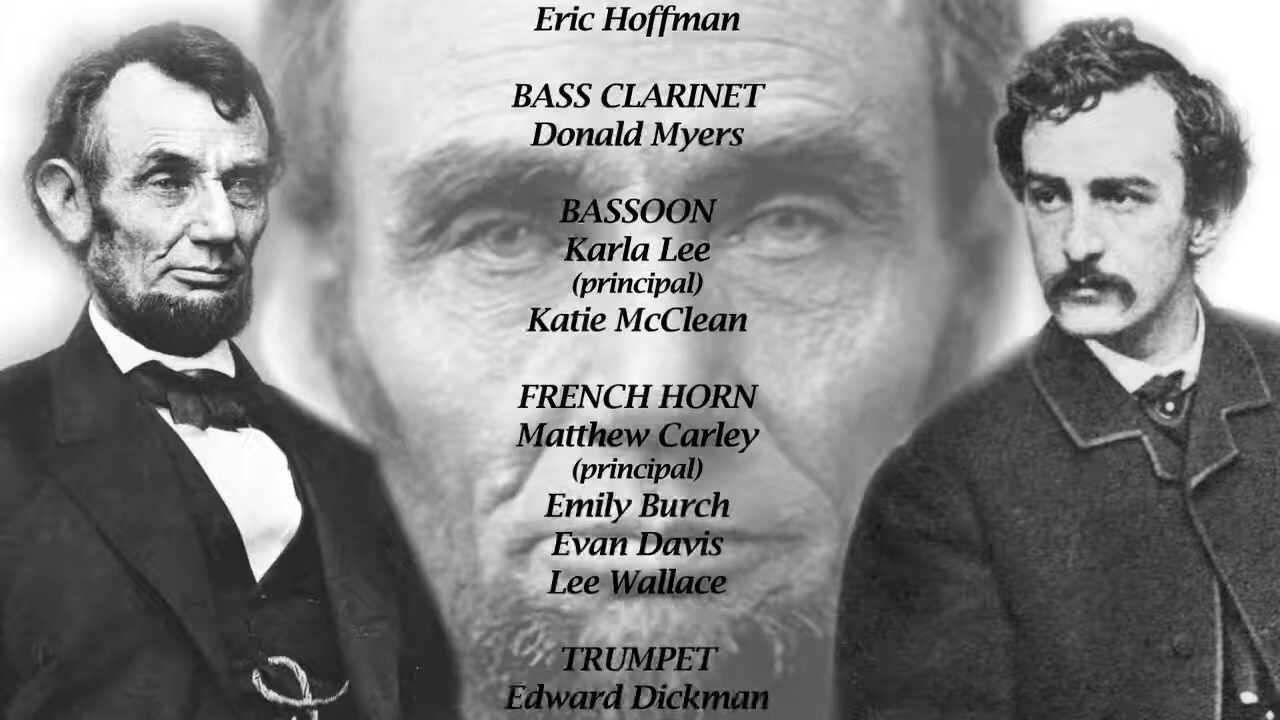 Eric Hoffman
BASS CLARINET
Donald Myers
BASSOON
Karla Lee
(principal)
Katie McClean
FRENCH HORN
Matthew Carley
(principal)
Emily Burch
Evan Davis
Lee Wallace
TRUMPET
Edward Dickman